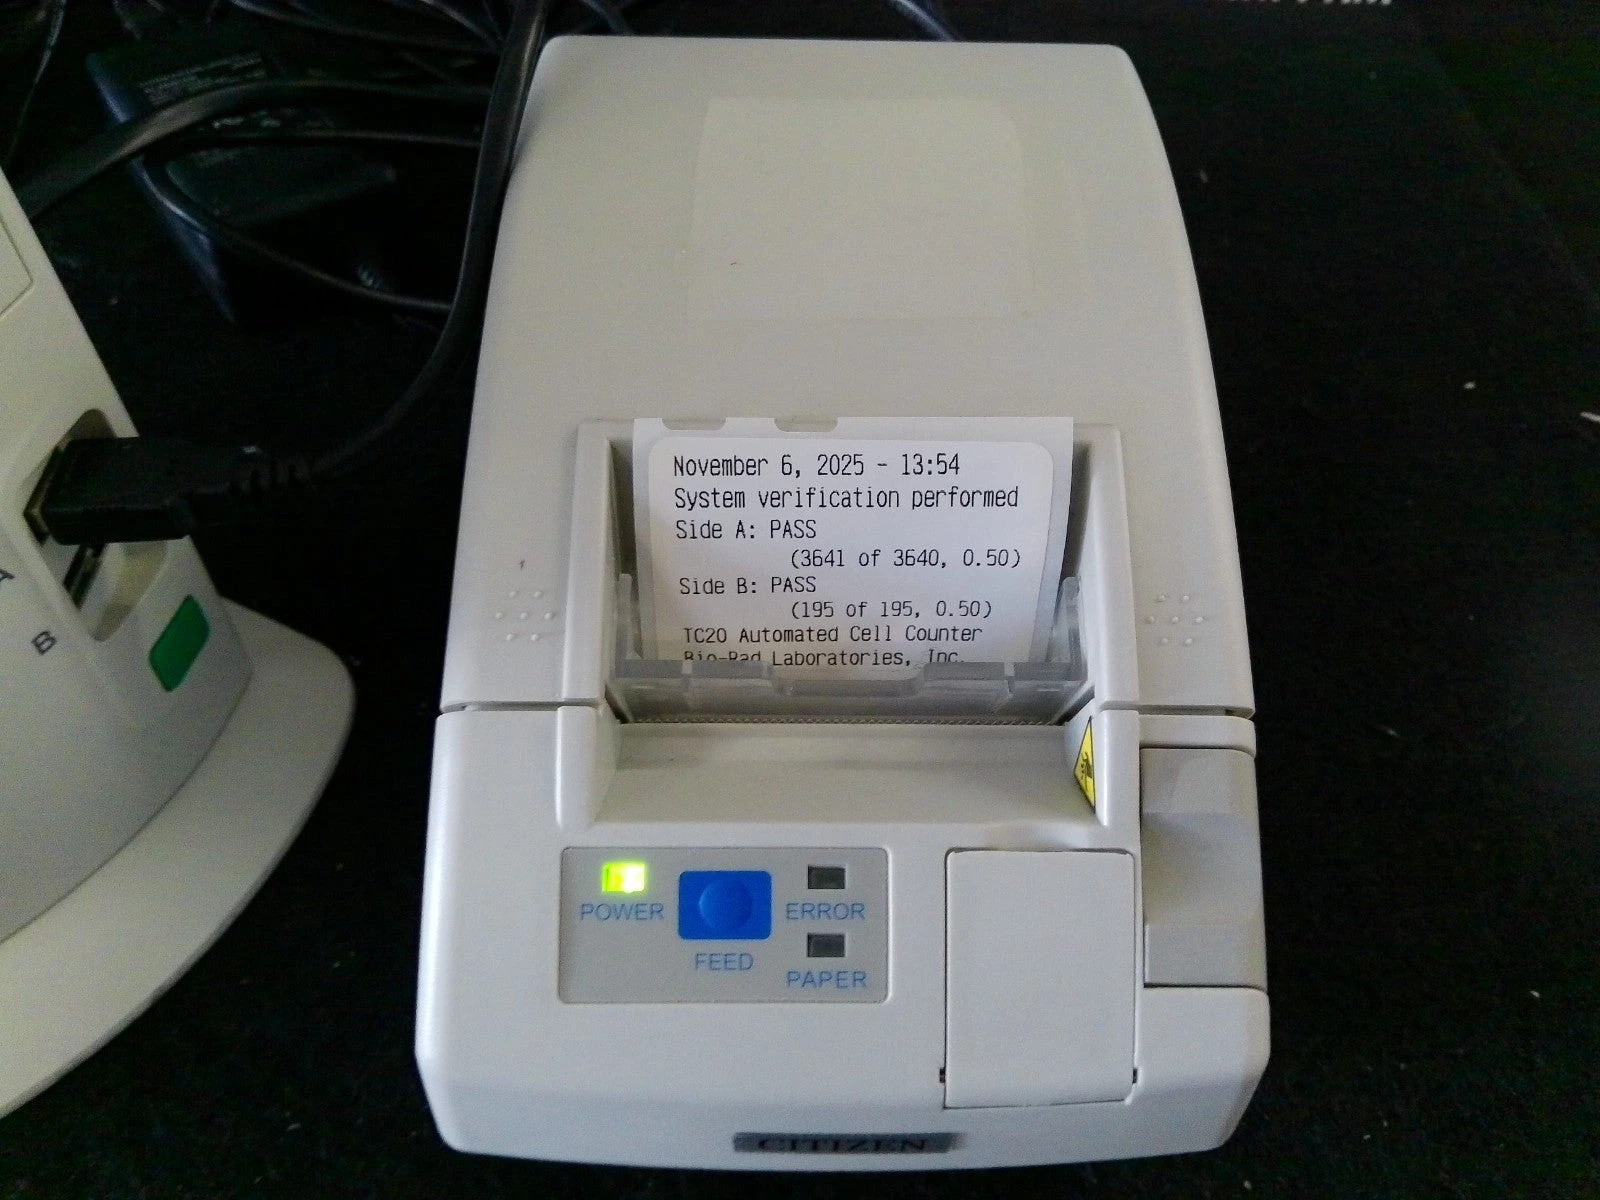 November 6, 2025 - 13:54
System verification performed
Side A: PASS
(3641 of 3640, 0.50)
Side B: PASS
(195 of 195, 0.50)
TC20 Automated Cell Counter
Bio-Rad Laboratories, Inc.
A
B
POWER
ERROR
FEED
PAPER
CITIZEN